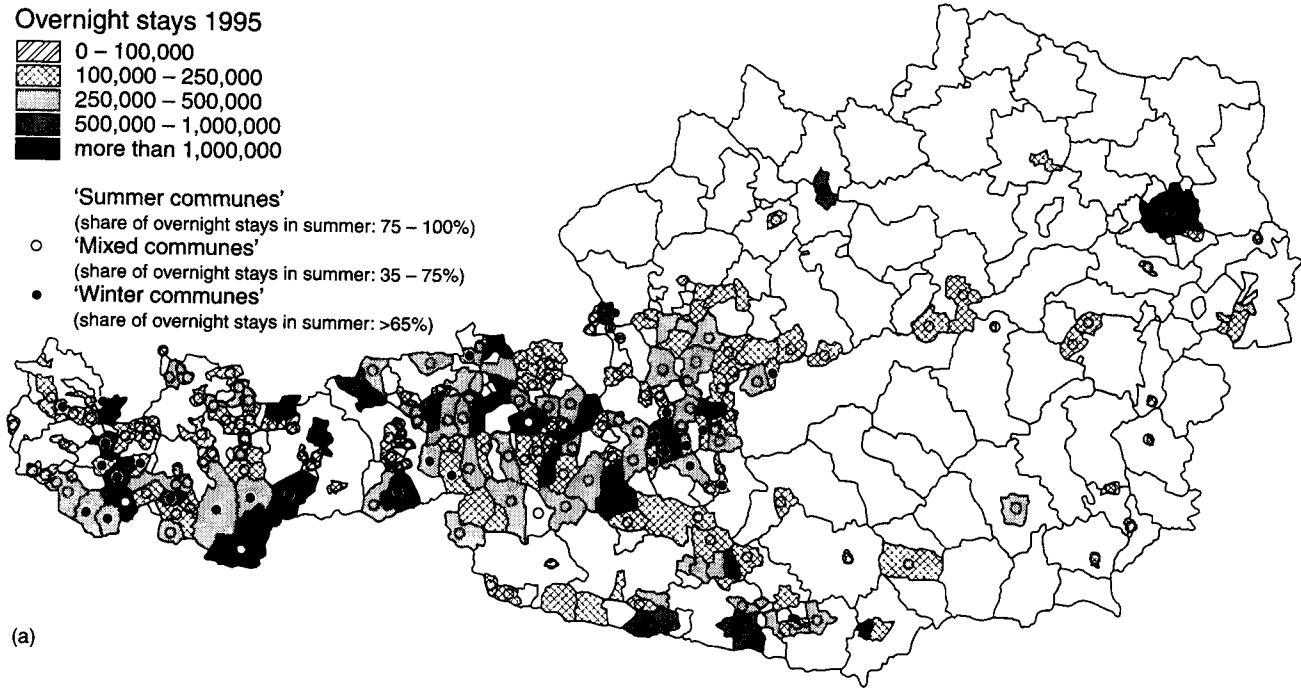 Overnight stays 1995
0 – 100,000
100,000 – 250,000
250,000 – 500,000
500,000 – 1,000,000
more than 1,000,000
'Summer communes'
(share of overnight stays in summer: 75 – 100%)
'Mixed communes'
(share of overnight stays in summer: 35 – 75%)
'Winter communes'
(share of overnight stays in summer: >65%)
(a)